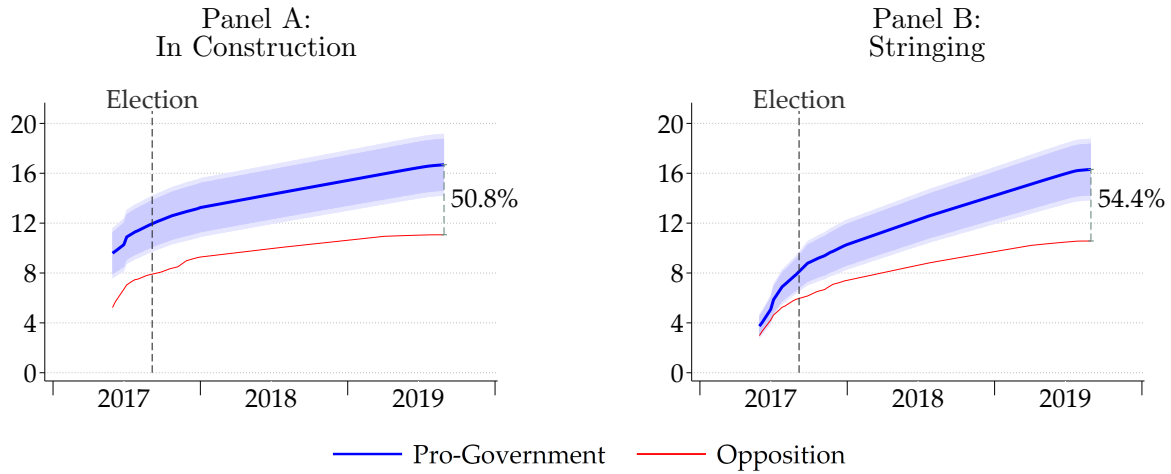 Panel A:
In Construction
Election
20
16
12
8
4
0
50.8%
2017 2018 2019
Panel B:
Stringing
Election
20
16
12
8
4
0
54.4%
2017 2018 2019
Pro-Government Opposition